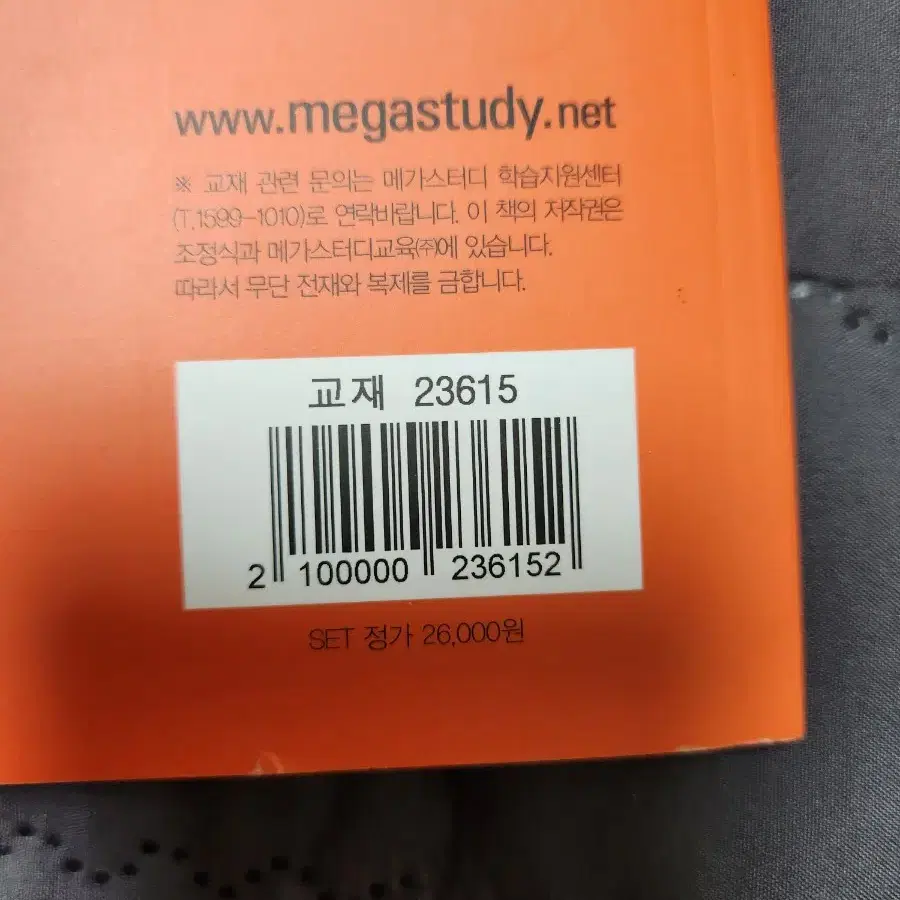 www.megastudy.net
※ 교재 관련 문의는 메가스터디 학습지원센터
(T.1599-1010)로 연락바랍니다. 이 책의 저작권은
조정식과 메가스터디교육㈜에 있습니다.
따라서 무단 전재와 복제를 금합니다.
교재 23615
2 100000 236152
SET 정가 26,000원